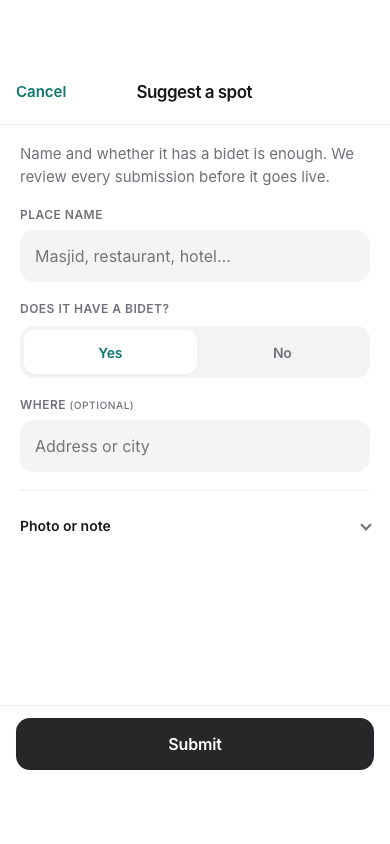 Cancel
Suggest a spot
Name and whether it has a bidet is enough. We
review every submission before it goes live.
PLACE NAME
Masjid, restaurant, hotel...
DOES IT HAVE A BIDET?
Yes
No
WHERE (OPTIONAL)
Address or city
Photo or note
Submit